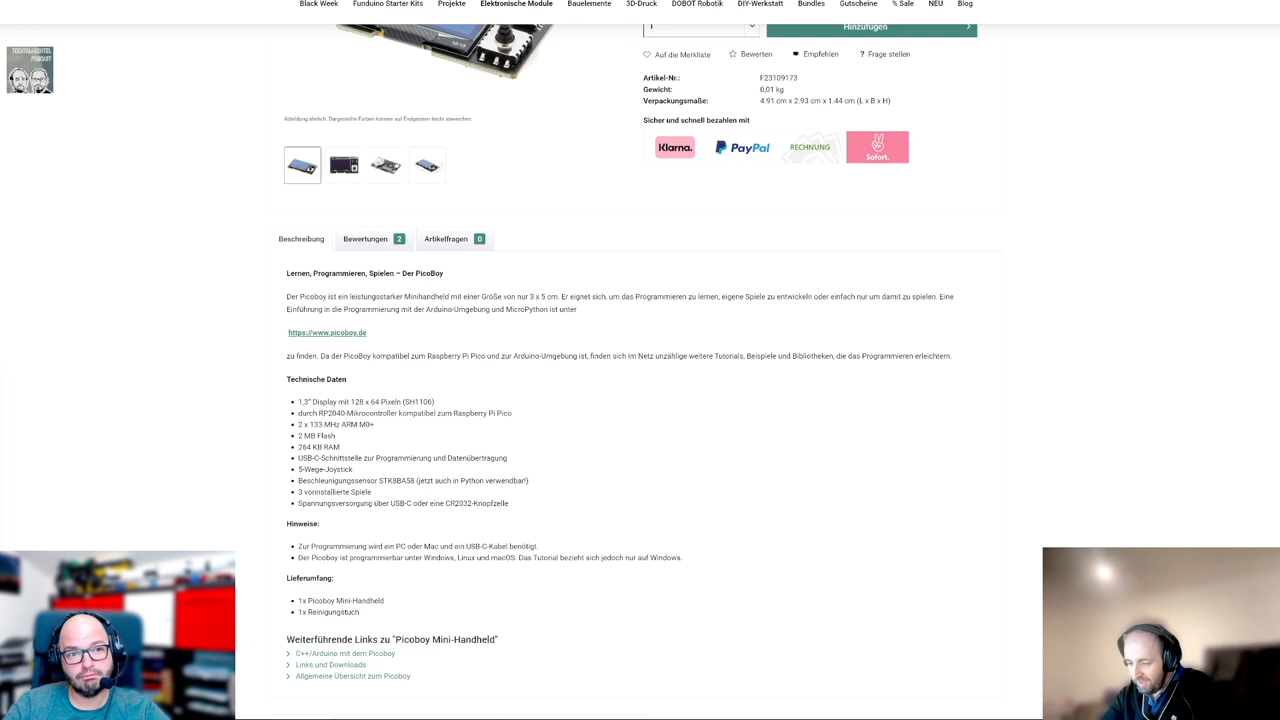 Black Week Funduino Starter Kits Projekte Elektronische Module Bauelemente 3D-Druck DOBOT Robotik DIY-Werkstatt Bundles Gutscheine % Sale NEU Blog
TECHTELMECHTEL
PODCAST
1 Hinzufügen
Auf die Merkliste Bewerten Empfehlen ? Frage stellen
Artikel-Nr.: F23109173
Gewicht: 0,01 kg
Verpackungsmaße: 4.91 cm x 2.93 cm x 1.44 cm (L x B x H)
Abbildung ähnlich. Dargestellte Farben können auf Endgeräten leicht abweichen.
Sicher und schnell bezahlen mit
Klarna. PayPal RECHNUNG Sofort.
Beschreibung Bewertungen 2 Artikelfragen 0
Lernen, Programmieren, Spielen – Der PicoBoy
Der Picoboy ist ein leistungsstarker Minihandheld mit einer Größe von nur 3 x 5 cm. Er eignet sich, um das Programmieren zu lernen, eigene Spiele zu entwickeln oder einfach nur um damit zu spielen. Eine
Einführung in die Programmierung mit der Arduino-Umgebung und MicroPython ist unter
https://www.picoboy.de
zu finden. Da der PicoBoy kompatibel zum Raspberry Pi Pico und zur Arduino-Umgebung ist, finden sich im Netz unzählige weitere Tutorials, Beispiele und Bibliotheken, die das Programmieren erleichtern.
Technische Daten
1,3" Display mit 128 x 64 Pixeln (SH1106)
durch RP2040-Mikrocontroller kompatibel zum Raspberry Pi Pico
2 x 133 MHz ARM M0+
2 MB Flash
264 KB RAM
USB-C-Schnittstelle zur Programmierung und Datenübertragung
5-Wege-Joystick
Beschleunigungssensor STK8BA58 (jetzt auch in Python verwendbar!)
3 vorinstallierte Spiele
Spannungsversorgung über USB-C oder eine CR2032-Knopfzelle
Hinweise:
Zur Programmierung wird ein PC oder Mac und ein USB-C-Kabel benötigt.
Der Picoboy ist programmierbar unter Windows, Linux und macOS. Das Tutorial bezieht sich jedoch nur auf Windows.
Lieferumfang:
1x Picoboy Mini-Handheld
1x Reinigungstuch
Weiterführende Links zu "Picoboy Mini-Handheld"
C++/Arduino mit dem Picoboy
Links und Downloads
Allgemeine Übersicht zum Picoboy